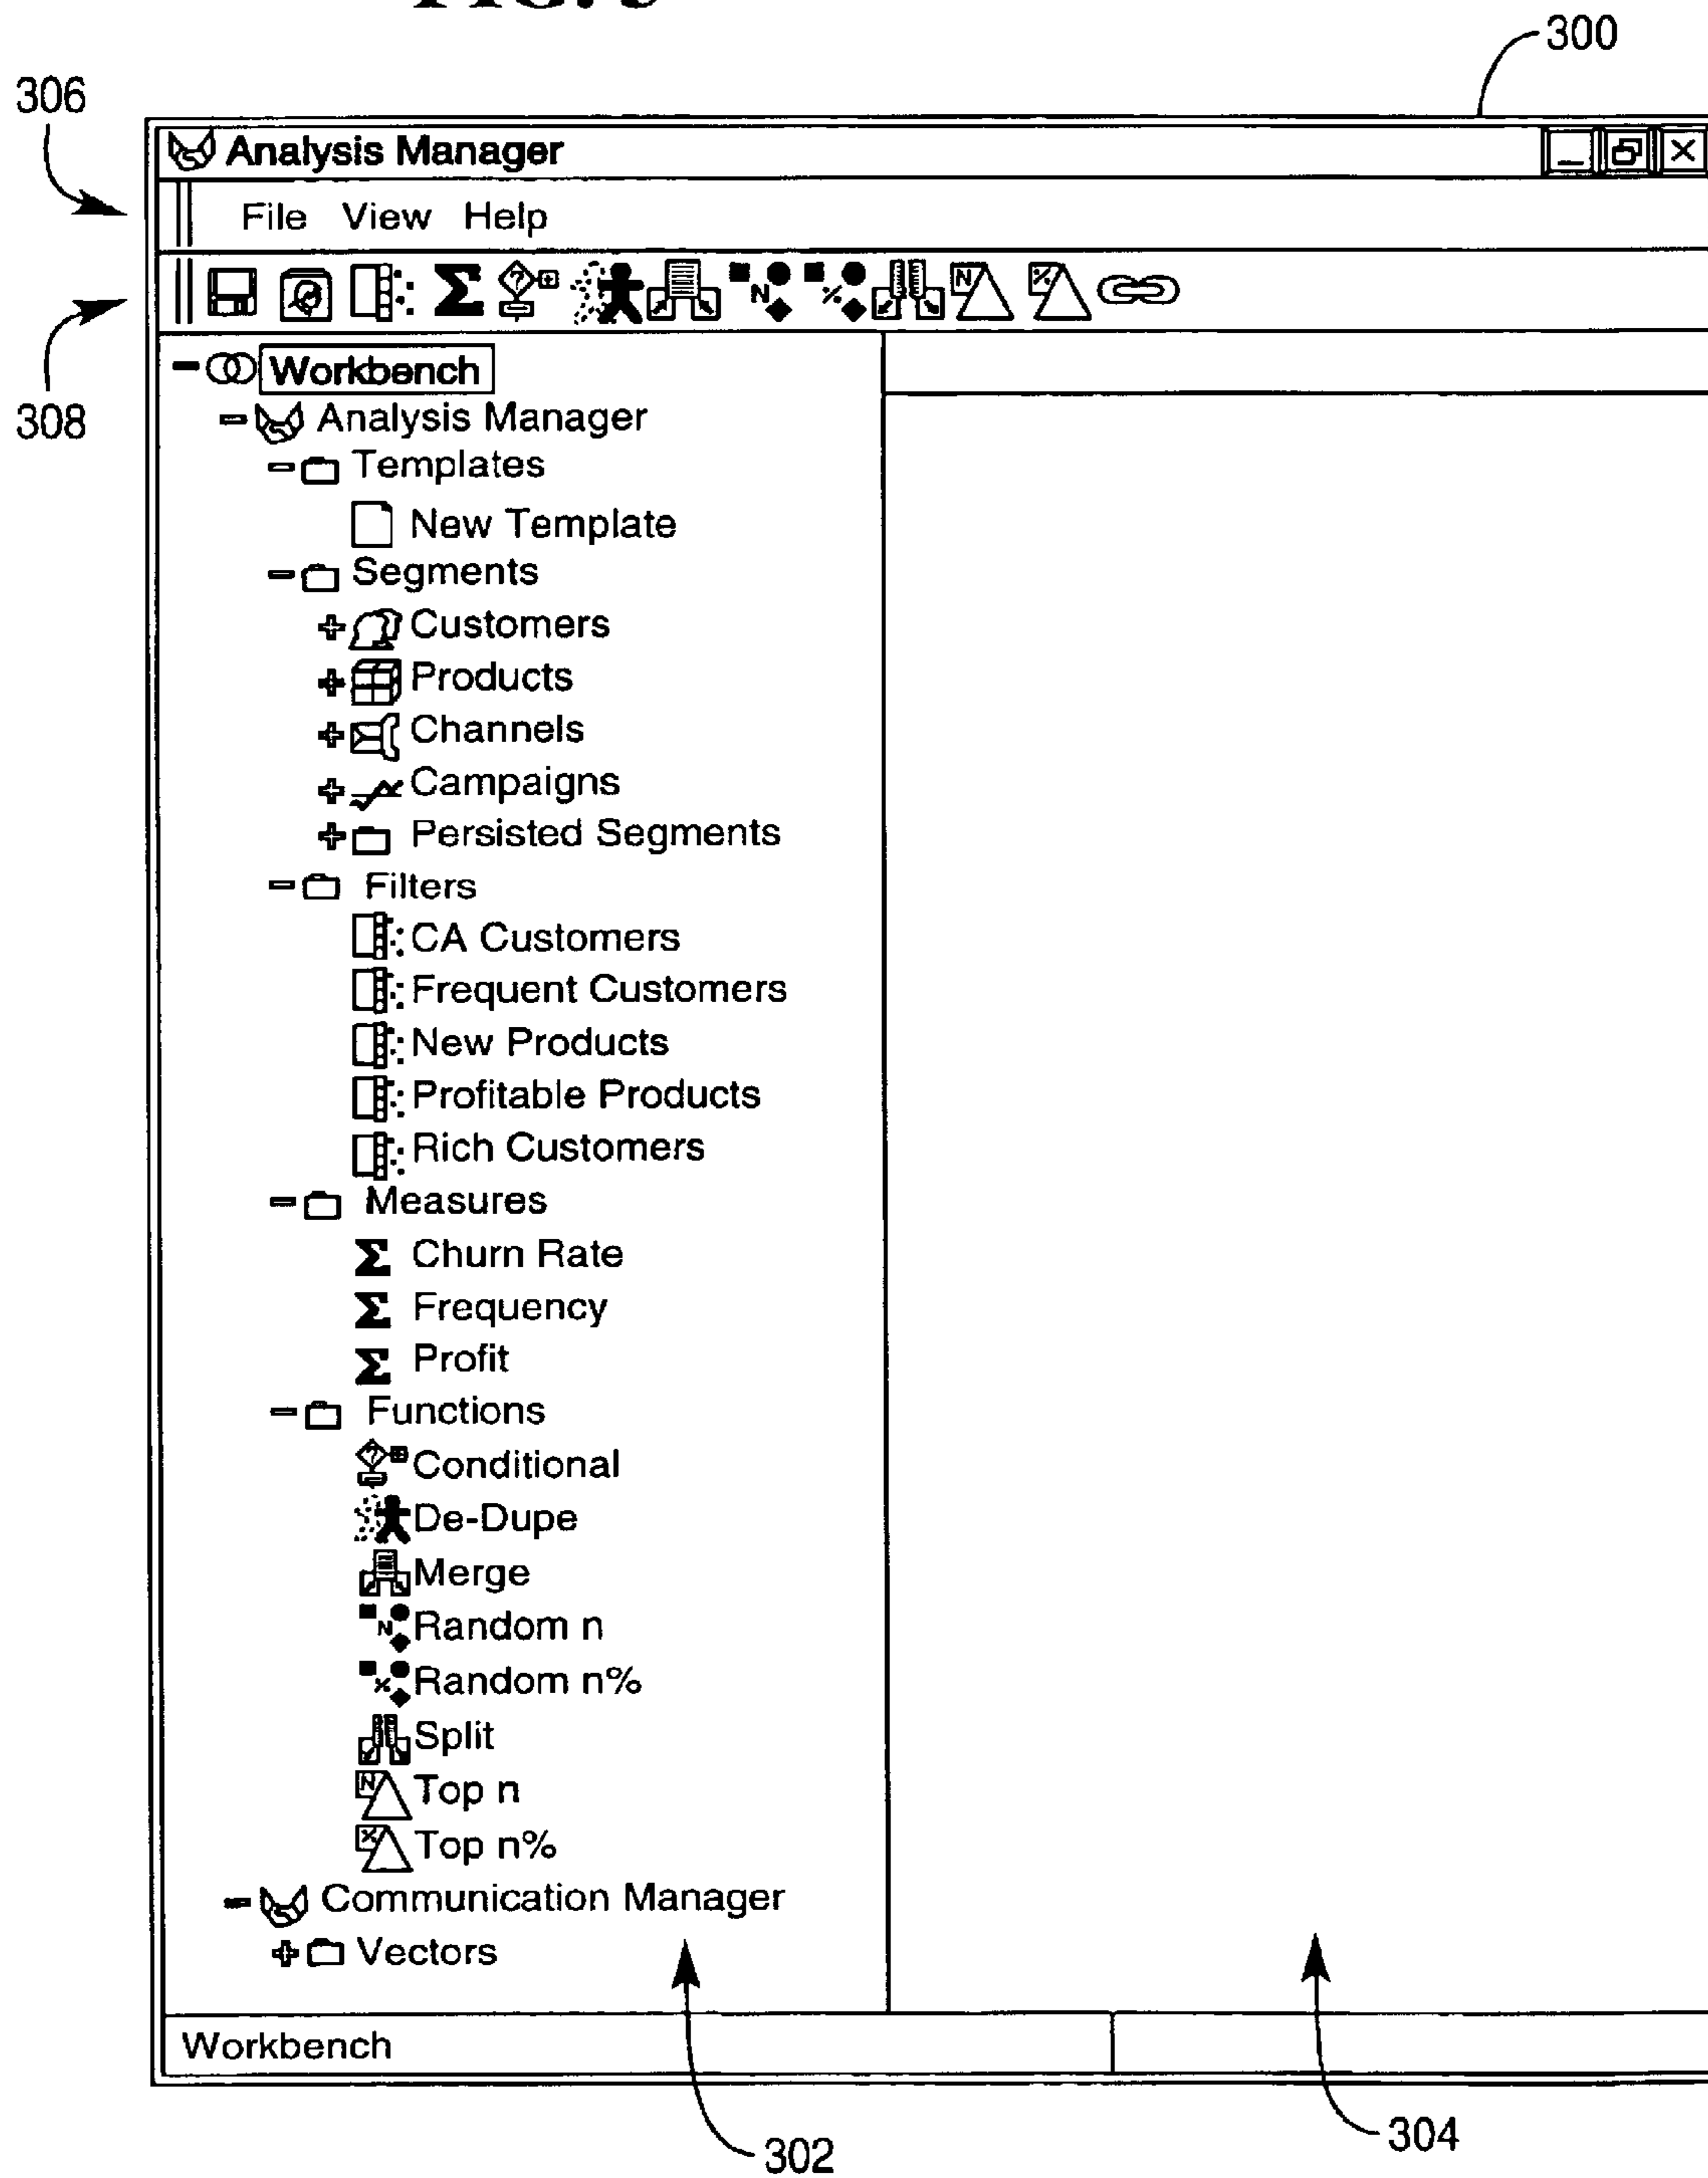 300
306
Analysis Manager
File View Help
308
Workbench
Analysis Manager
Templates
New Template
Segments
Customers
Products
Channels
Campaigns
Persisted Segments
Filters
CA Customers
Frequent Customers
New Products
Profitable Products
Rich Customers
Measures
Σ Churn Rate
Σ Frequency
Σ Profit
Functions
Conditional
De-Dupe
Merge
Random n
Random n%
Split
Top n
Top n%
Communication Manager
Vectors
Workbench
302
304